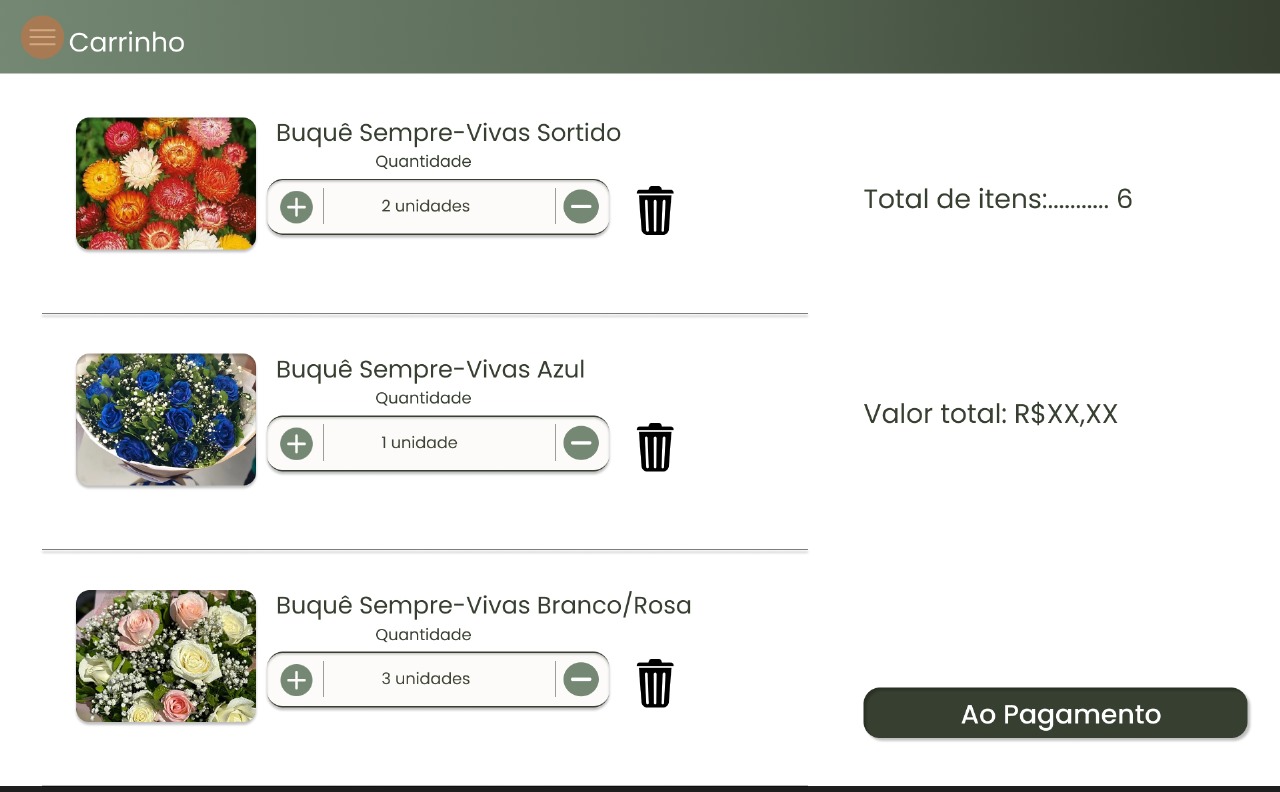 Carrinho
Buquê Sempre-Vivas Sortido
Quantidade
2 unidades
Buquê Sempre-Vivas Azul
Quantidade
1 unidade
Buquê Sempre-Vivas Branco/Rosa
Quantidade
3 unidades
Total de itens:........... 6
Valor total: R$XX,XX
Ao Pagamento